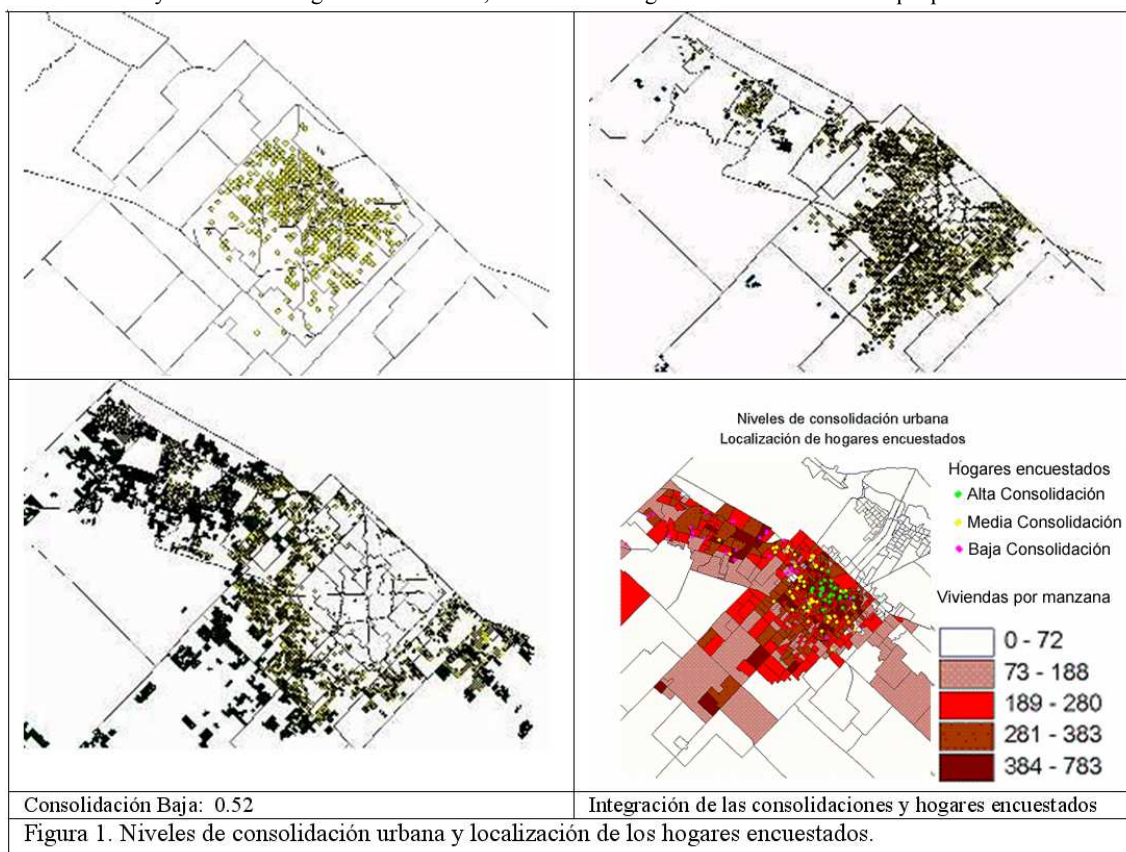 Niveles de consolidación urbana
Localización de hogares encuestados
Hogares encuestados
Alta Consolidación
Media Consolidación
Baja Consolidación
Viviendas por manzana
0 - 72
73 - 188
189 - 280
281 - 383
384 - 783
Consolidación Baja: 0.52
Integración de las consolidaciones y hogares encuestados
Figura 1. Niveles de consolidación urbana y localización de los hogares encuestados.